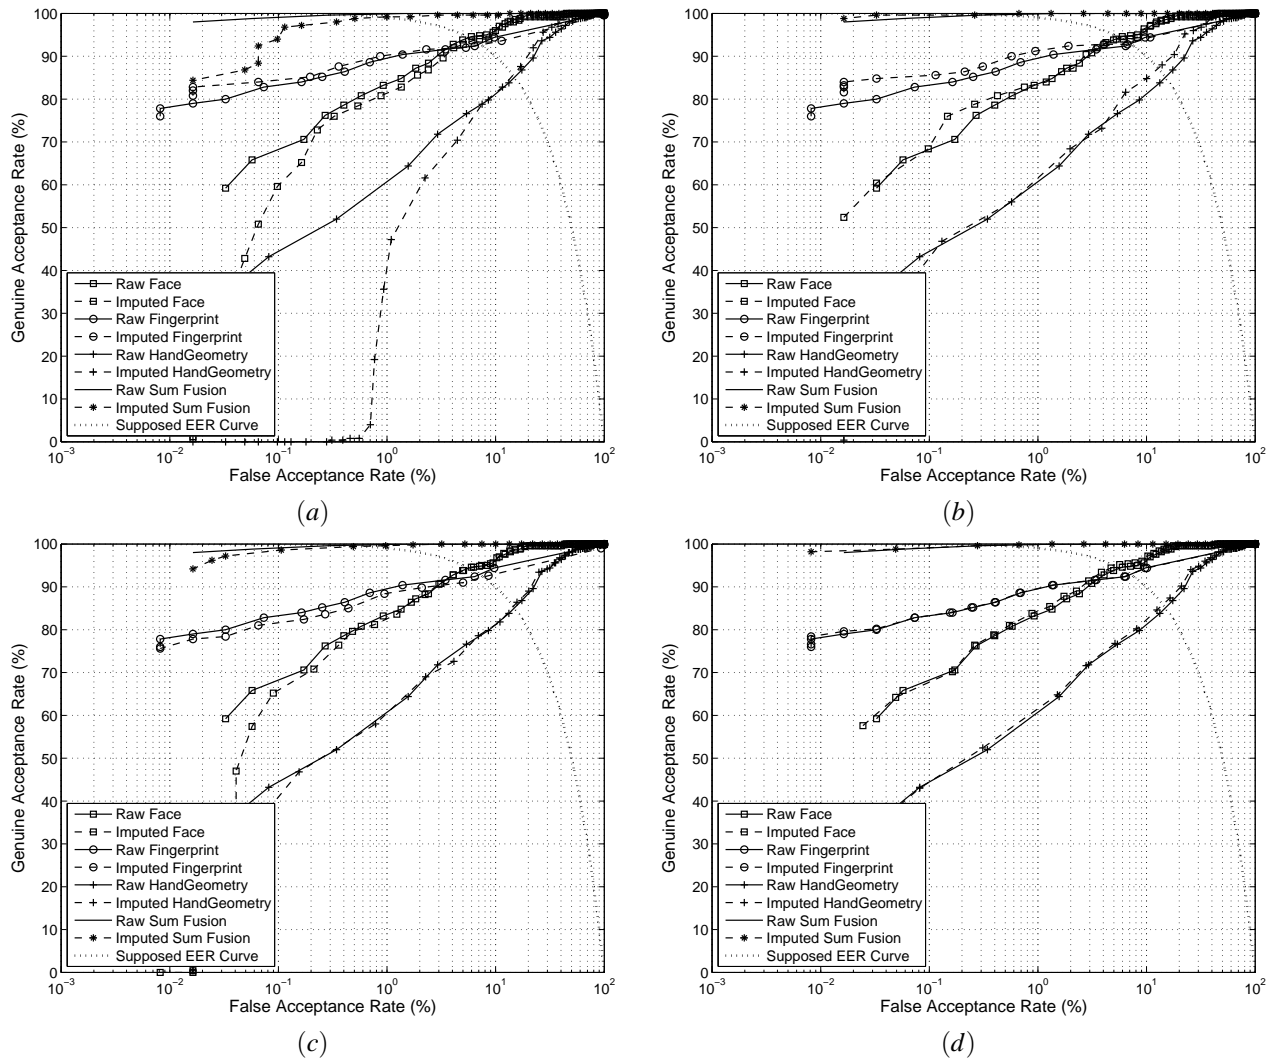 100
90
80
70
60
50
40
30
20
10
0
Genuine Acceptance Rate (%)
Raw Face
Imputed Face
Raw Fingerprint
Imputed Fingerprint
Raw HandGeometry
Imputed HandGeometry
Raw Sum Fusion
Imputed Sum Fusion
Supposed EER Curve
10⁻³ 10⁻² 10⁻¹ 10⁰ 10¹ 10²
False Acceptance Rate (%)
(a)
100
90
80
70
60
50
40
30
20
10
0
Genuine Acceptance Rate (%)
Raw Face
Imputed Face
Raw Fingerprint
Imputed Fingerprint
Raw HandGeometry
Imputed HandGeometry
Raw Sum Fusion
Imputed Sum Fusion
Supposed EER Curve
10⁻³ 10⁻² 10⁻¹ 10⁰ 10¹ 10²
False Acceptance Rate (%)
(b)
100
90
80
70
60
50
40
30
20
10
0
Genuine Acceptance Rate (%)
Raw Face
Imputed Face
Raw Fingerprint
Imputed Fingerprint
Raw HandGeometry
Imputed HandGeometry
Raw Sum Fusion
Imputed Sum Fusion
Supposed EER Curve
10⁻³ 10⁻² 10⁻¹ 10⁰ 10¹ 10²
False Acceptance Rate (%)
(c)
100
90
80
70
60
50
40
30
20
10
0
Genuine Acceptance Rate (%)
Raw Face
Imputed Face
Raw Fingerprint
Imputed Fingerprint
Raw HandGeometry
Imputed HandGeometry
Raw Sum Fusion
Imputed Sum Fusion
Supposed EER Curve
10⁻³ 10⁻² 10⁻¹ 10⁰ 10¹ 10²
False Acceptance Rate (%)
(d)